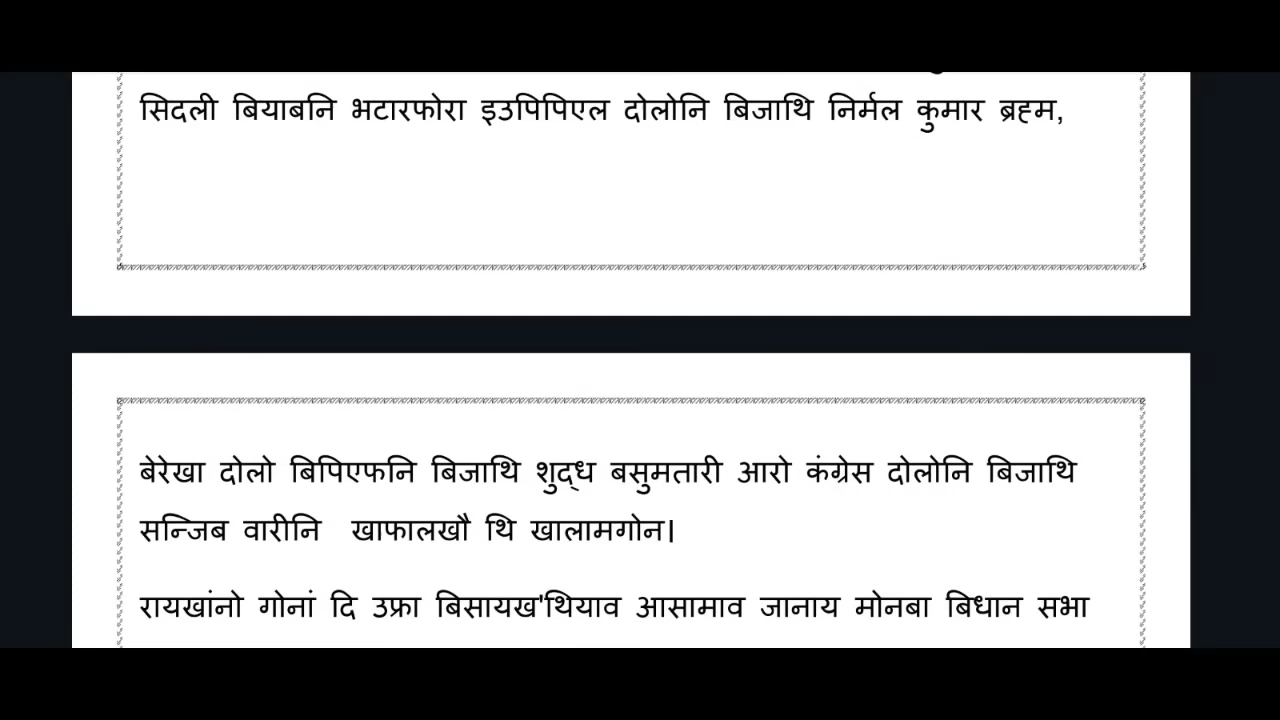 सिदली बियाबनि भटारफोरा इउपिपिएल दोलोनि बिजाथि निर्मल कुमार ब्रह्म,
बेरेखा दोलो बिपिएफनि बिजाथि शुद्ध बसुमतारी आरो कंग्रेस दोलोनि बिजाथि
सन्जिब वारीनि खाफालखौ थि खालामगोन।
रायखांनो गोनां दि उफ्रा बिसायख'थियाव आसामाव जानाय मोनबा बिधान सभा